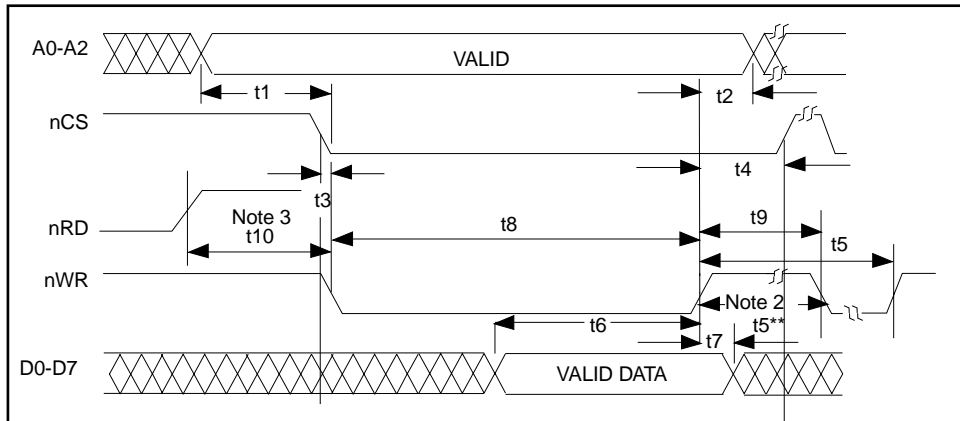 A0-A2
VALID
t1
t2
nCS
t4
t3
nRD
Note 3
t10
t8
t9
t5
nWR
Note 2
t6
t7
t5**
D0-D7
VALID DATA